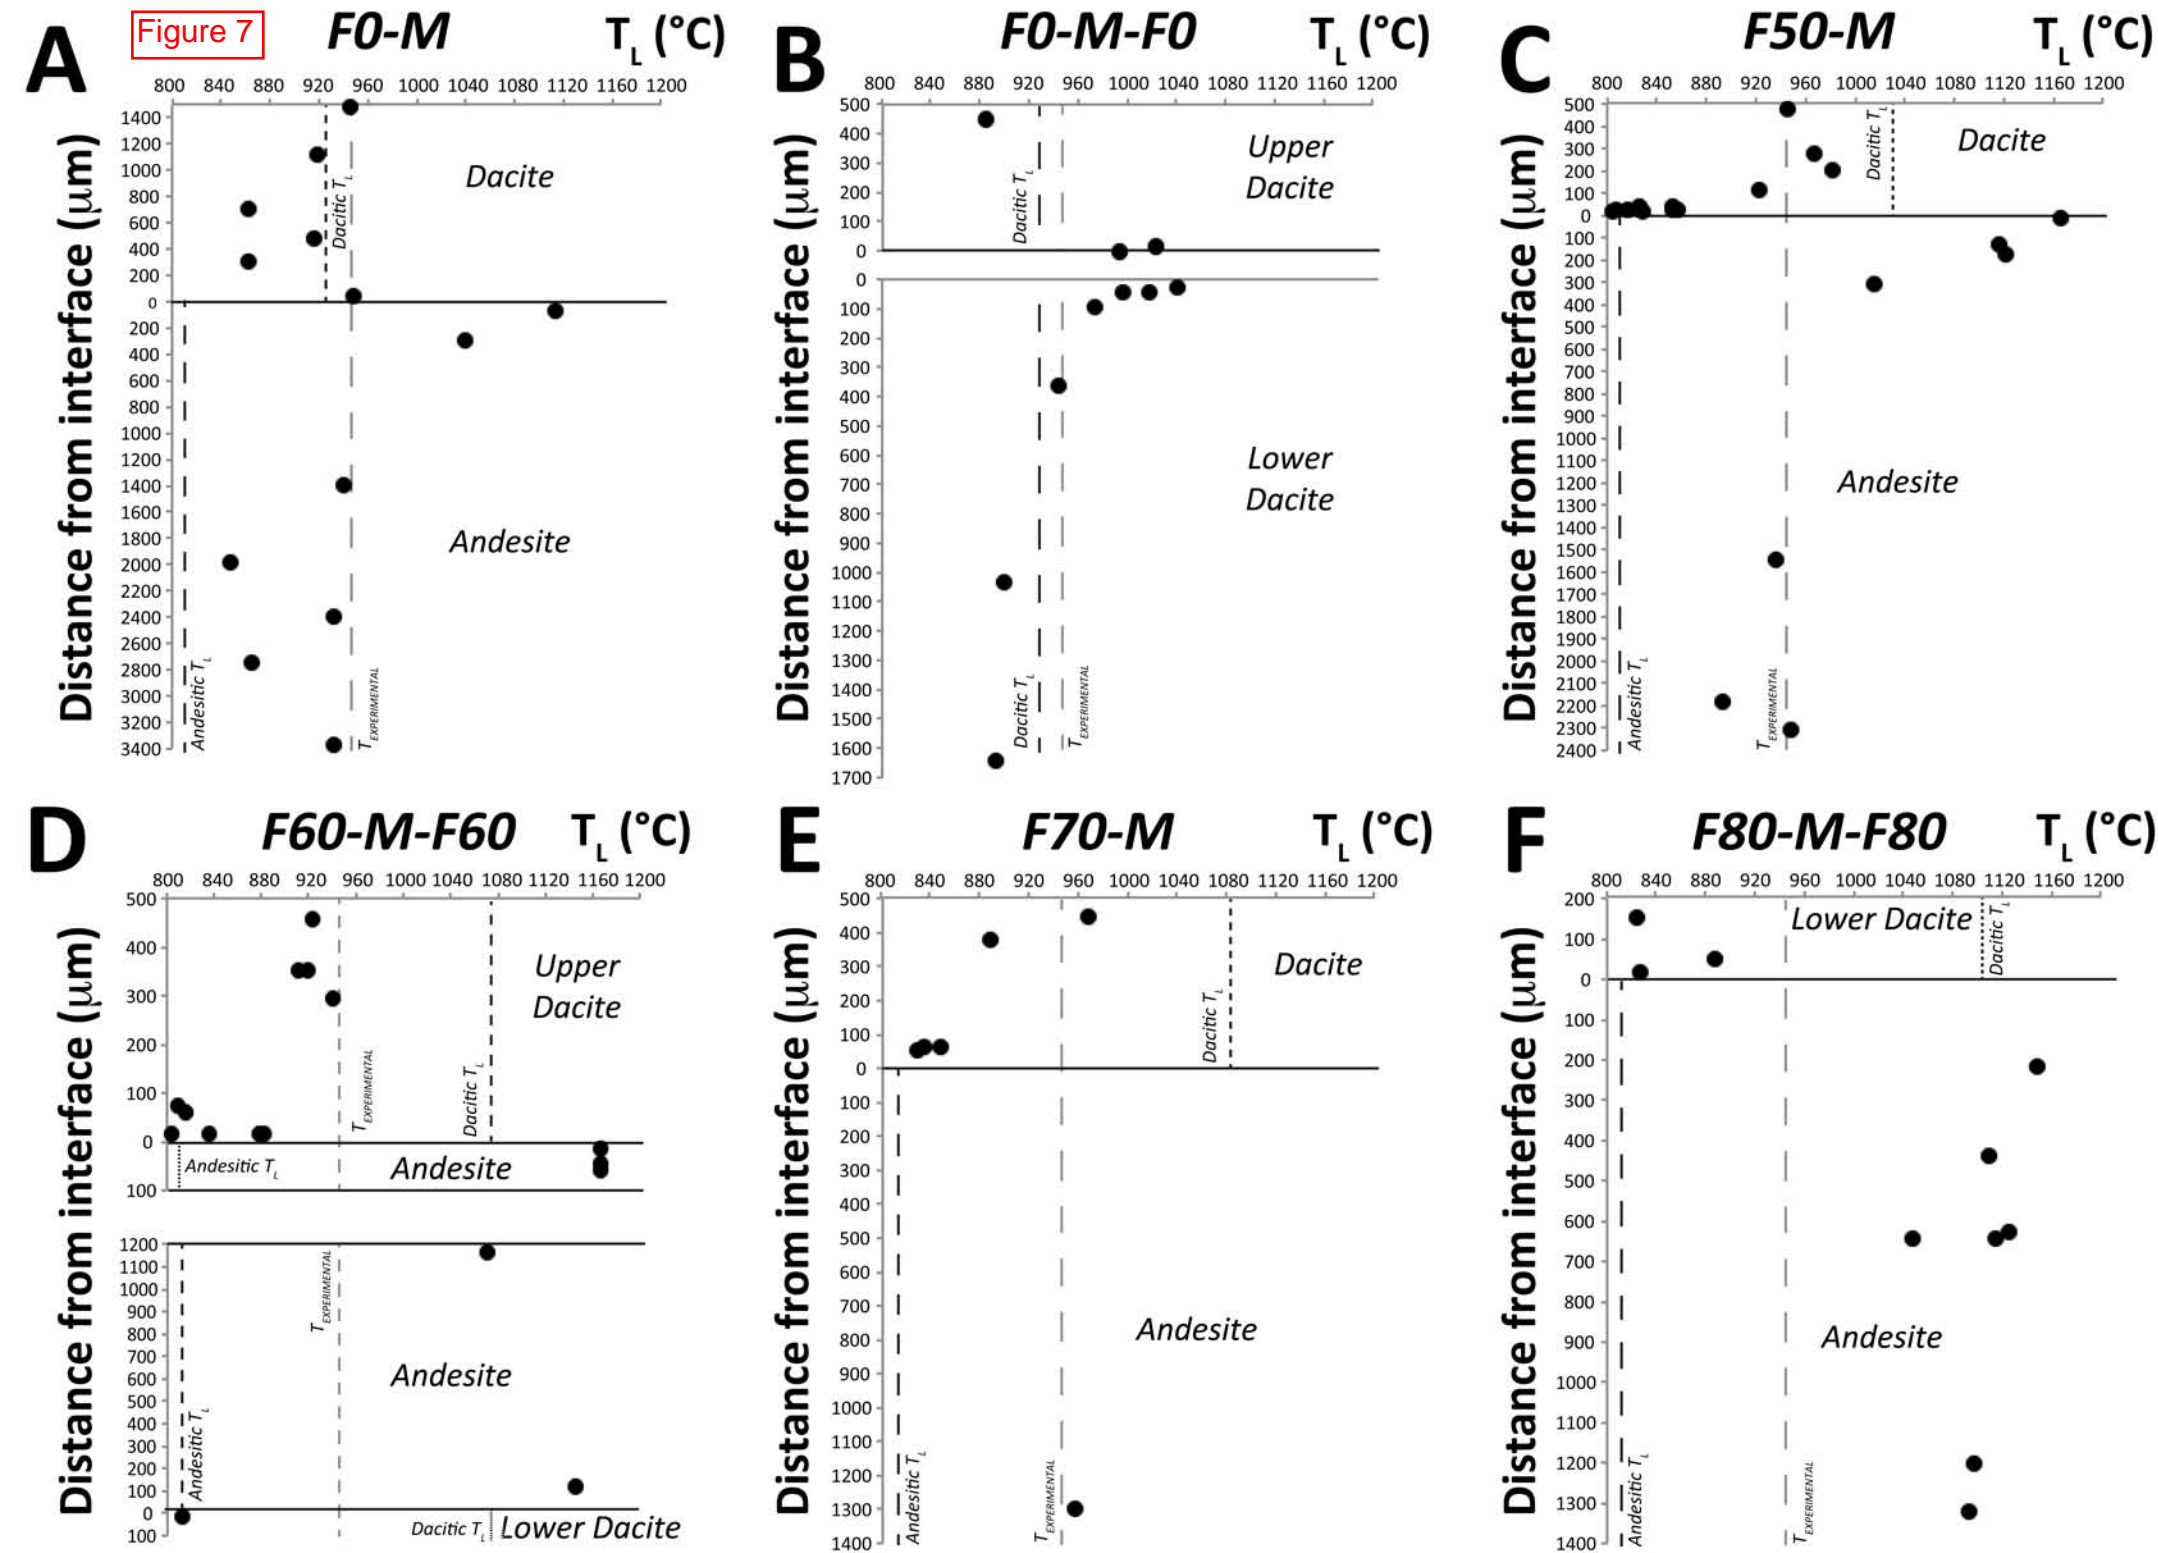 Figure 7
A
F0-M
TL (°C)
800 840 880 920 960 1000 1040 1080 1120 1160 1200
Distance from interface (μm)
1400
1200
1000
800
600
400
200
0
200
400
600
800
1000
1200
1400
1600
1800
2000
2200
2400
2600
2800
3000
3200
3400
Dacite
Dacitic TL
Andesite
Andesitic TL
TEXPERIMENTAL
B
F0-M-F0
TL (°C)
800 840 880 920 960 1000 1040 1080 1120 1160 1200
Distance from interface (μm)
500
400
300
200
100
0
0
100
200
300
400
500
600
700
800
900
1000
1100
1200
1300
1400
1500
1600
1700
Upper
Dacite
Dacitic TL
Lower
Dacite
Dacitic TL
TEXPERIMENTAL
C
F50-M
TL (°C)
800 840 880 920 960 1000 1040 1080 1120 1160 1200
Distance from interface (μm)
500
400
300
200
100
0
100
200
300
400
500
600
700
800
900
1000
1100
1200
1300
1400
1500
1600
1700
1800
1900
2000
2100
2200
2300
2400
Dacitic TL
Dacite
Andesite
Andesitic TL
TEXPERIMENTAL
D
F60-M-F60
TL (°C)
800 840 880 920 960 1000 1040 1080 1120 1160 1200
Distance from interface (μm)
500
400
300
200
100
0
100
Upper
Dacite
TEXPERIMENTAL
Dacitic TL
Andesitic TL
Andesite
1200
1100
1000
900
800
700
600
500
400
300
200
100
0
100
TEXPERIMENTAL
Andesite
Andesitic TL
Dacitic TL
Lower Dacite
E
F70-M
TL (°C)
800 840 880 920 960 1000 1040 1080 1120 1160 1200
Distance from interface (μm)
500
400
300
200
100
0
100
200
300
400
500
600
700
800
900
1000
1100
1200
1300
1400
Dacite
Dacitic TL
Andesite
Andesitic TL
TEXPERIMENTAL
F
F80-M-F80
TL (°C)
800 840 880 920 960 1000 1040 1080 1120 1160 1200
Distance from interface (μm)
200
100
0
100
200
300
400
500
600
700
800
900
1000
1100
1200
1300
1400
Lower Dacite
Dacitic TL
Andesite
Andesitic TL
TEXPERIMENTAL